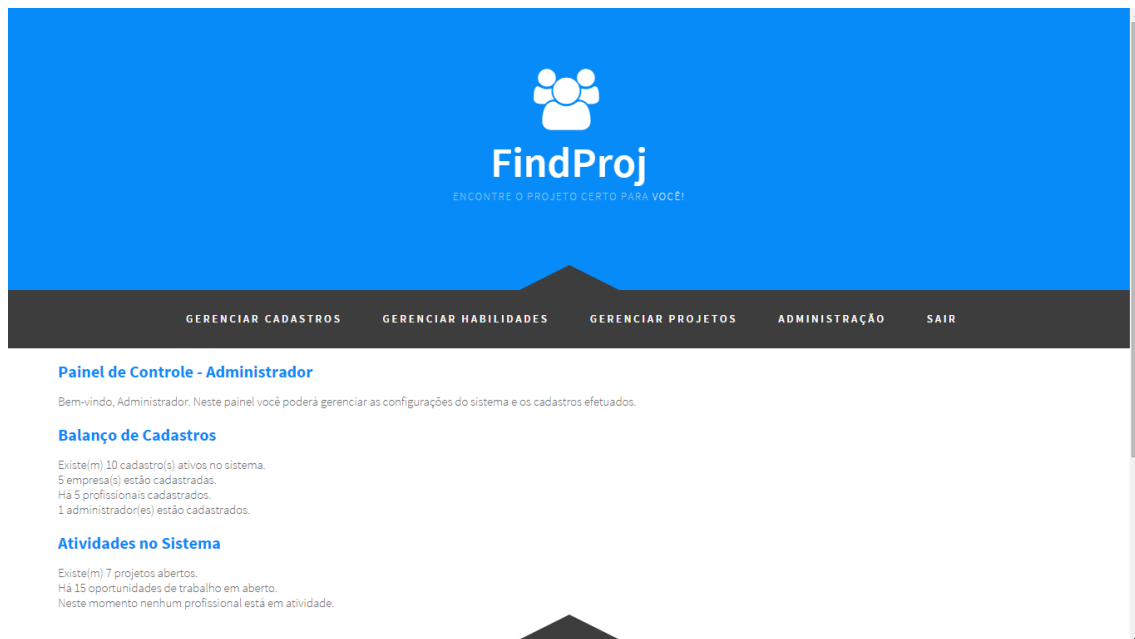 FindProj
ENCONTRE O PROJETO CERTO PARA VOCÊ!
GERENCIAR CADASTROS GERENCIAR HABILIDADES GERENCIAR PROJETOS ADMINISTRAÇÃO SAIR
Painel de Controle - Administrador
Bem-vindo, Administrador. Neste painel você poderá gerenciar as configurações do sistema e os cadastros efetuados.
Balanço de Cadastros
Existe(m) 10 cadastro(s) ativos no sistema.
5 empresa(s) estão cadastradas.
Há 5 profissionais cadastrados.
1 administrador(es) estão cadastrados.
Atividades no Sistema
Existe(m) 7 projetos abertos.
Há 15 oportunidades de trabalho em aberto.
Neste momento nenhum profissional está em atividade.